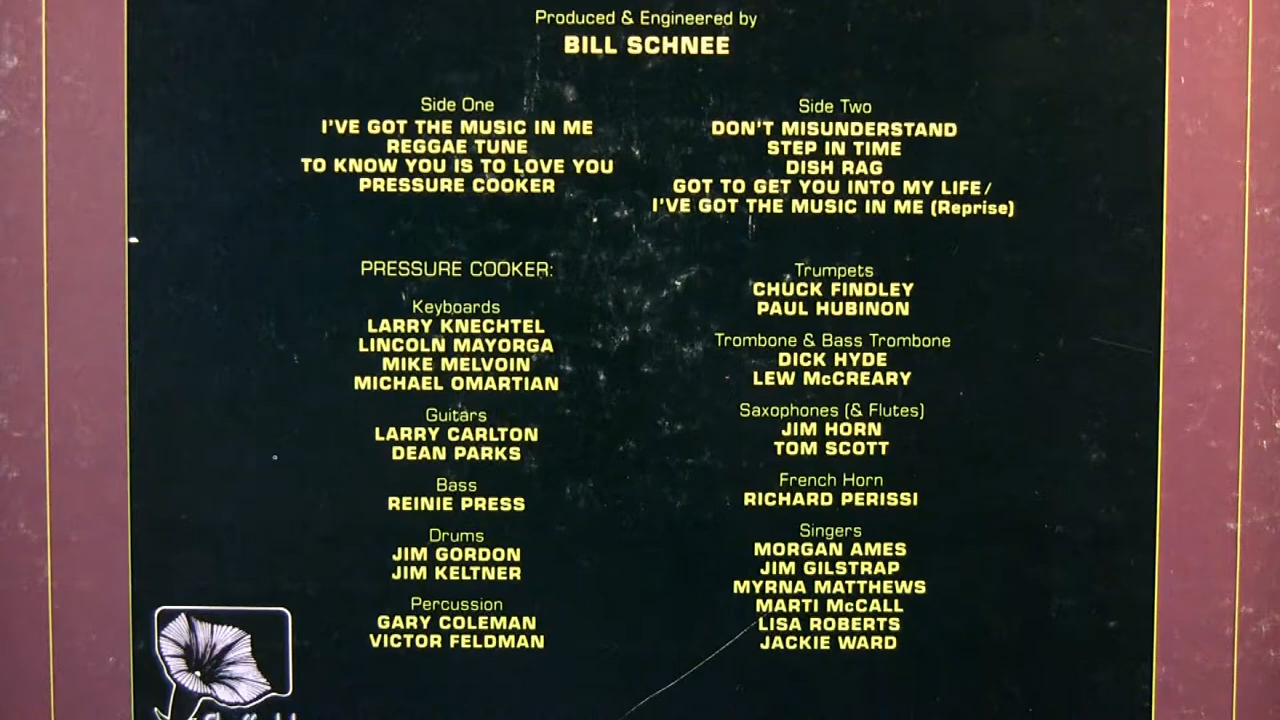 Produced & Engineered by
BILL SCHNEE
Side One
I'VE GOT THE MUSIC IN ME
REGGAE TUNE
TO KNOW YOU IS TO LOVE YOU
PRESSURE COOKER
Side Two
DON'T MISUNDERSTAND
STEP IN TIME
DISH RAG
GOT TO GET YOU INTO MY LIFE/
I'VE GOT THE MUSIC IN ME (Reprise)
PRESSURE COOKER:
Keyboards
LARRY KNECHTEL
LINCOLN MAYORGA
MIKE MELVOIN
MICHAEL OMARTIAN
Guitars
LARRY CARLTON
DEAN PARKS
Bass
REINIE PRESS
Drums
JIM GORDON
JIM KELTNER
Percussion
GARY COLEMAN
VICTOR FELDMAN
Trumpets
CHUCK FINDLEY
PAUL HUBINON
Trombone & Bass Trombone
DICK HYDE
LEW McCREARY
Saxophones (& Flutes)
JIM HORN
TOM SCOTT
French Horn
RICHARD PERISSI
Singers
MORGAN AMES
JIM GILSTRAP
MYRNA MATTHEWS
MARTI McCALL
LISA ROBERTS
JACKIE WARD